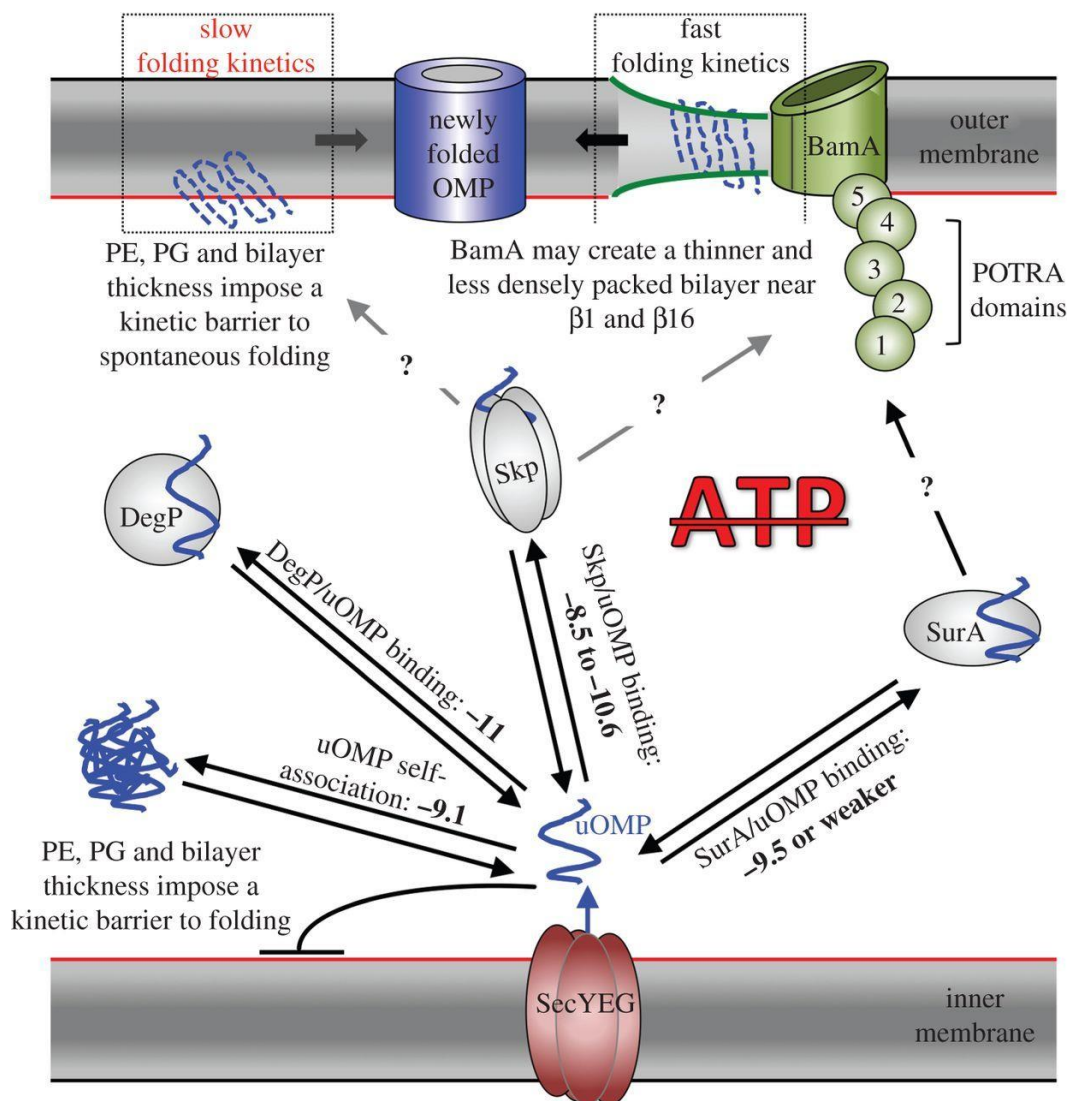 slow
folding kinetics
fast
folding kinetics
newly
folded
OMP
BamA
outer
membrane
5
4
3
2
1
POTRA
domains
PE, PG and bilayer
thickness impose a
kinetic barrier to
spontaneous folding
BamA may create a thinner and
less densely packed bilayer near
β1 and β16
?
?
?
Skp
DegP
ATP
SurA
DegP/uOMP
binding: –11
Skp/uOMP binding:
–8.5 to –10.6
uOMP self-
association: –9.1
SurA/uOMP binding:
–9.5 or weaker
uOMP
PE, PG and bilayer
thickness impose a
kinetic barrier to folding
SecYEG
inner
membrane